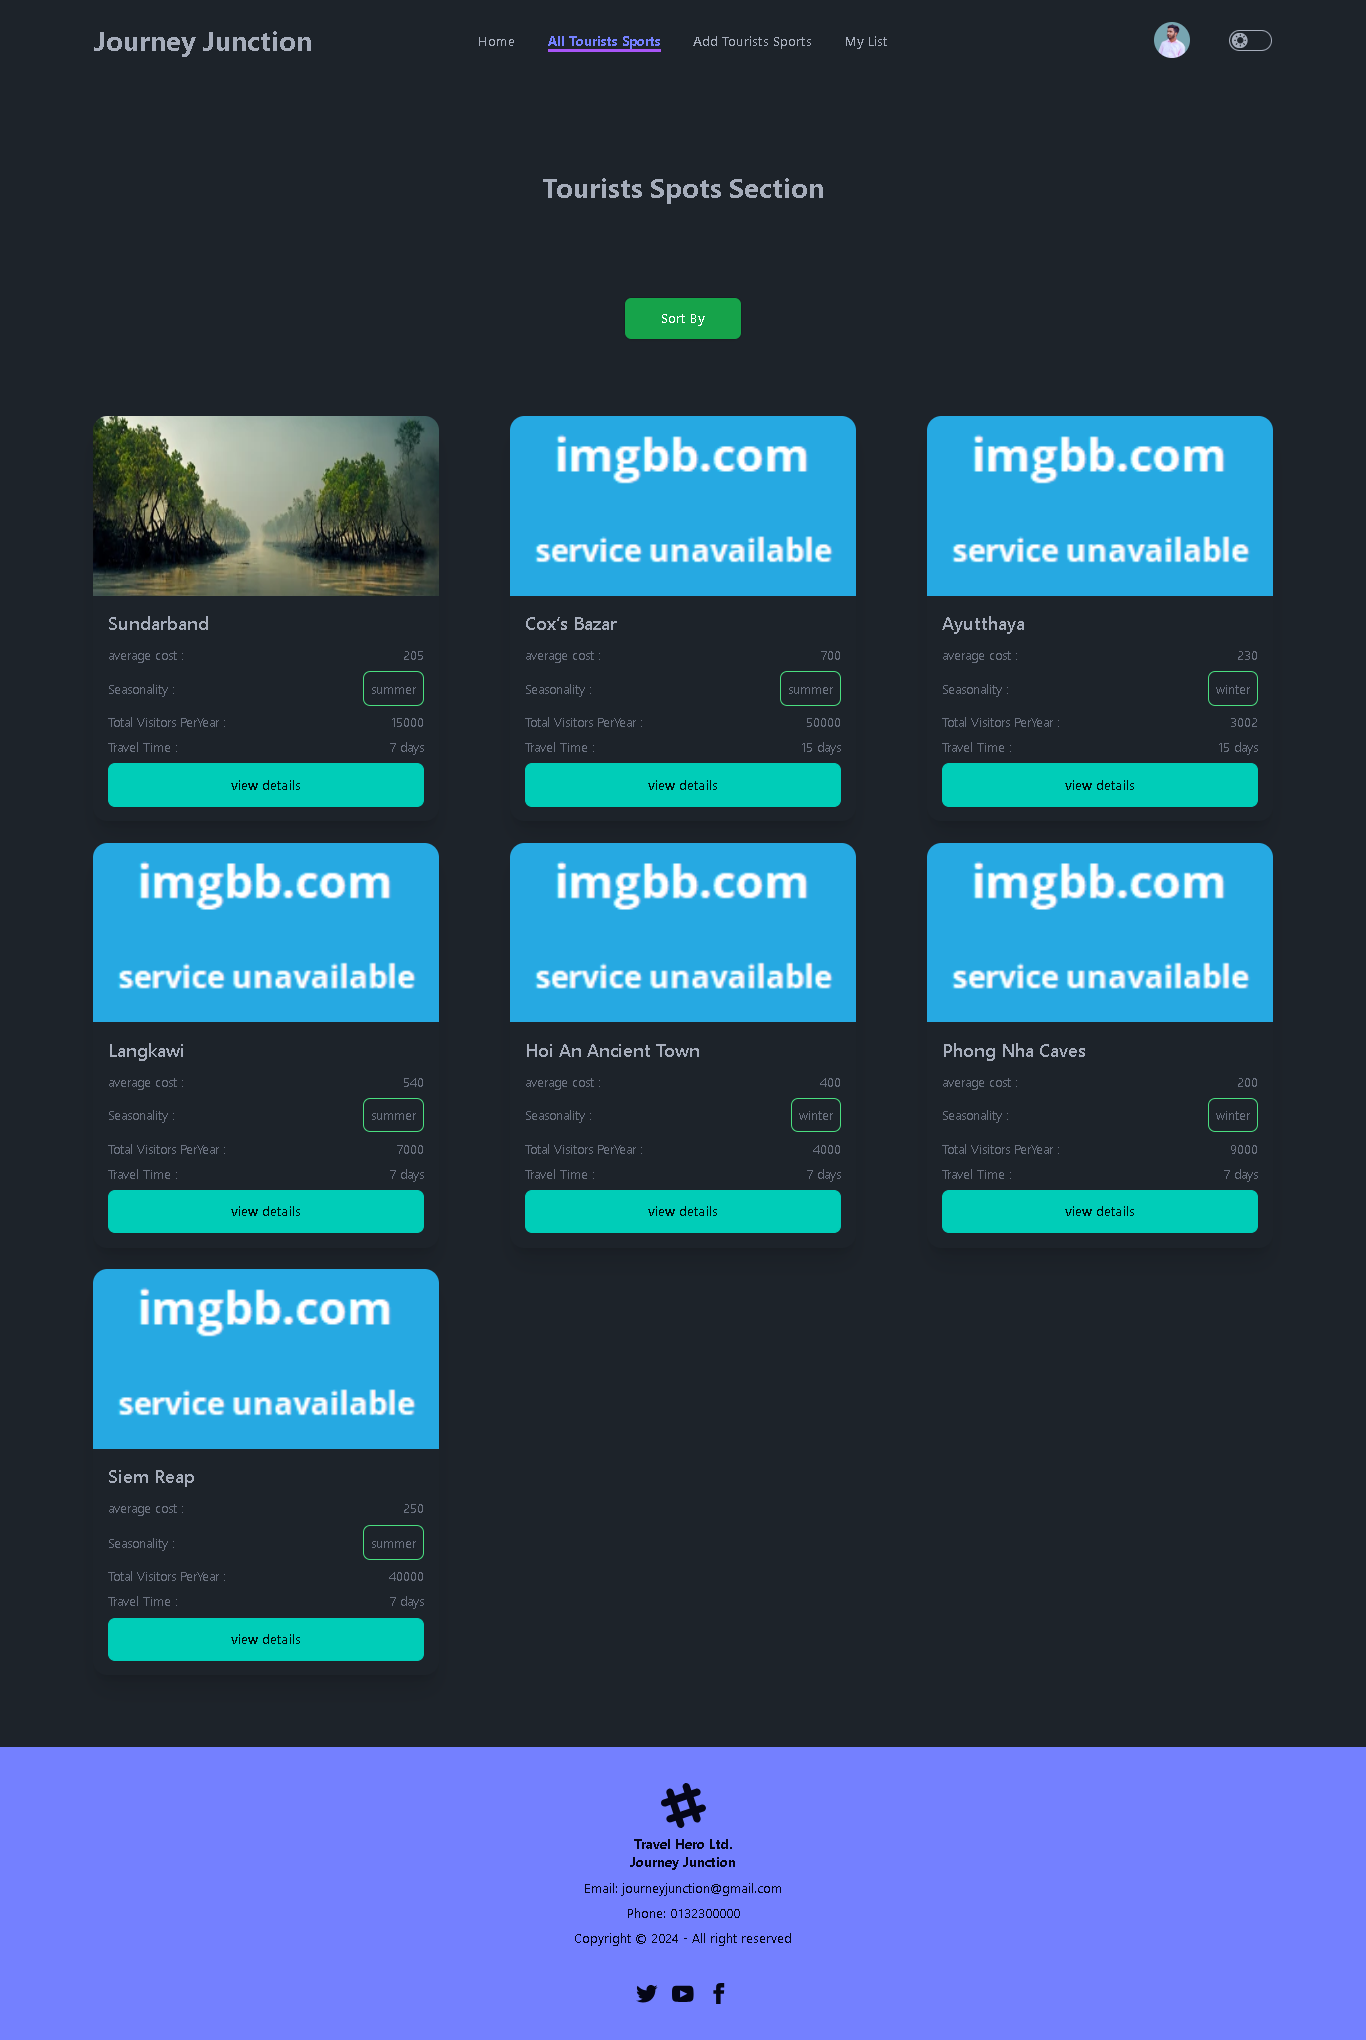 Journey Junction
Home
All Tourists Sports
Add Tourists Sports
My List
Tourists Spots Section
Sort By
Sundarband
average cost : 205
Seasonality : summer
Total Visitors PerYear : 15000
Travel Time : 7 days
view details
imgbb.com
service unavailable
Cox's Bazar
average cost : 700
Seasonality : summer
Total Visitors PerYear : 50000
Travel Time : 15 days
view details
imgbb.com
service unavailable
Ayutthaya
average cost : 230
Seasonality : winter
Total Visitors PerYear : 3002
Travel Time : 15 days
view details
imgbb.com
service unavailable
Langkawi
average cost : 540
Seasonality : summer
Total Visitors PerYear : 7000
Travel Time : 7 days
view details
imgbb.com
service unavailable
Hoi An Ancient Town
average cost : 400
Seasonality : winter
Total Visitors PerYear : 4000
Travel Time : 7 days
view details
imgbb.com
service unavailable
Phong Nha Caves
average cost : 200
Seasonality : winter
Total Visitors PerYear : 9000
Travel Time : 7 days
view details
imgbb.com
service unavailable
Siem Reap
average cost : 250
Seasonality : summer
Total Visitors PerYear : 40000
Travel Time : 7 days
view details
Travel Hero Ltd.
Journey Junction
Email: journeyjunction@gmail.com
Phone: 0132300000
Copyright © 2024 - All right reserved